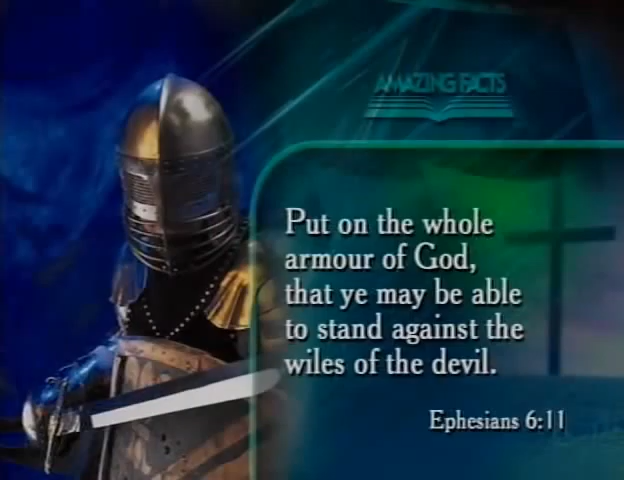 AMAZING FACTS
Put on the whole
armour of God,
that ye may be able
to stand against the
wiles of the devil.
Ephesians 6:11